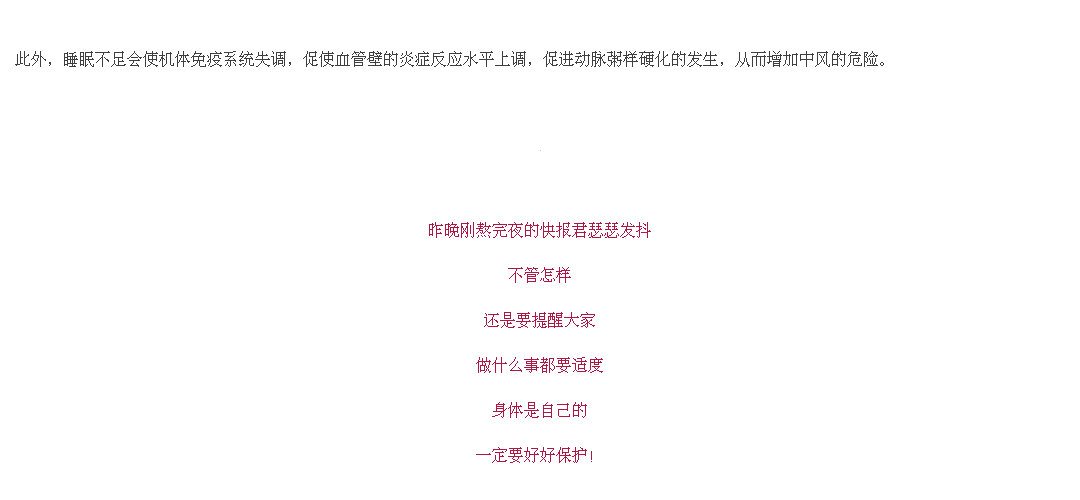 此外，睡眠不足会使机体免疫系统失调，促使血管壁的炎症反应水平上调，促进动脉粥样硬化的发生，从而增加中风的危险。
昨晚刚熬完夜的快报君瑟瑟发抖
不管怎样
还是要提醒大家
做什么事都要适度
身体是自己的
一定要好好保护!